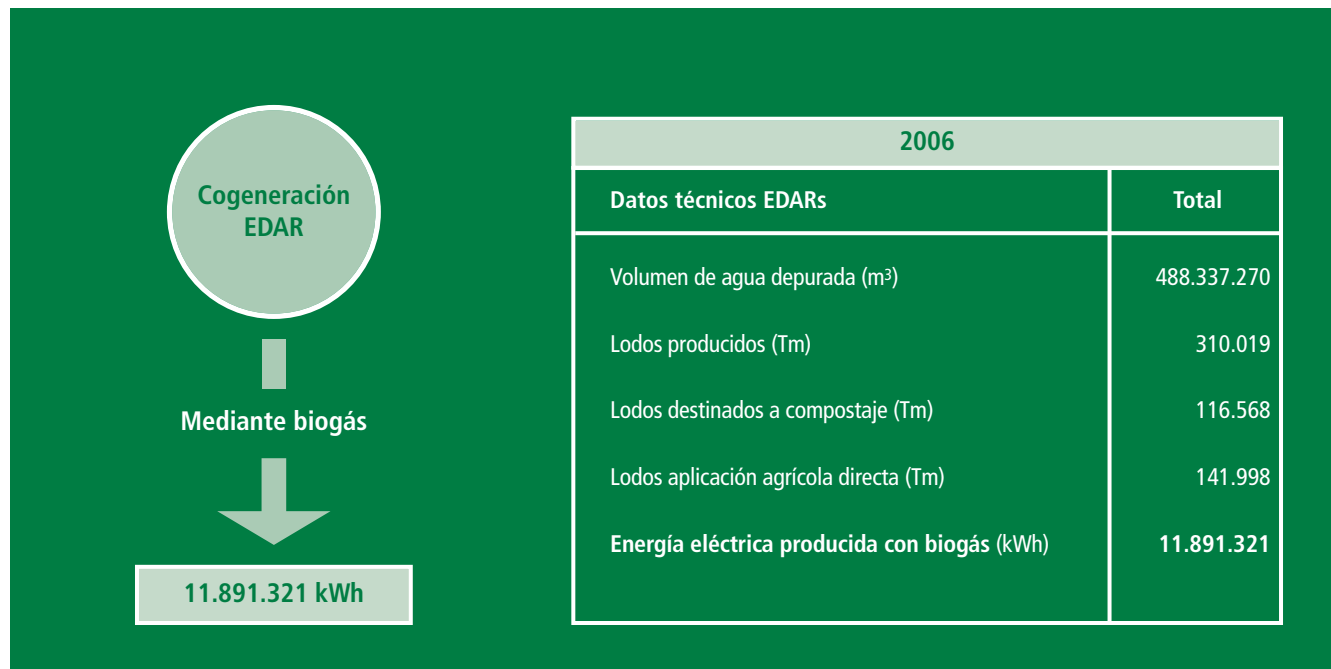 Cogeneración
EDAR
Mediante biogás
11.891.321 kWh
2006
Datos técnicos EDARs Total
Volumen de agua depurada (m³) 488.337.270
Lodos producidos (Tm) 310.019
Lodos destinados a compostaje (Tm) 116.568
Lodos aplicación agrícola directa (Tm) 141.998
Energía eléctrica producida con biogás (kWh) 11.891.321